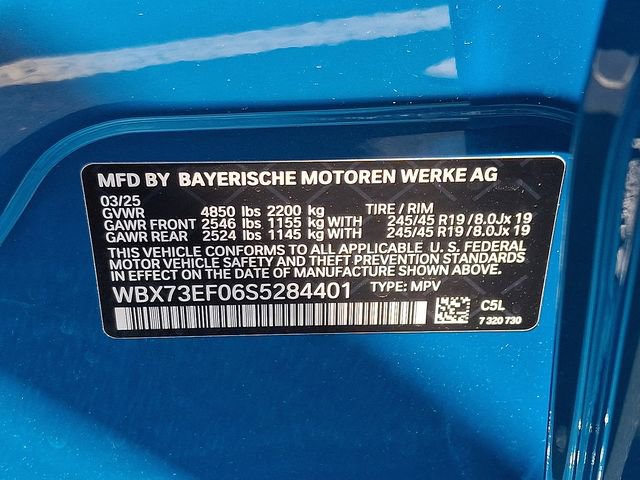 MFD BY BAYERISCHE MOTOREN WERKE AG
03/25
GVWR 4850 lbs 2200 kg TIRE / RIM
GAWR FRONT 2546 lbs 1155 kg WITH 245/45 R19 / 8.0Jx 19
GAWR REAR 2524 lbs 1145 kg WITH 245/45 R19 / 8.0Jx 19
THIS VEHICLE CONFORMS TO ALL APPLICABLE U. S. FEDERAL
MOTOR VEHICLE SAFETY AND THEFT PREVENTION STANDARDS
IN EFFECT ON THE DATE OF MANUFACTURE SHOWN ABOVE.
WBX73EF06S5284401 TYPE: MPV
C5L
7 320 730